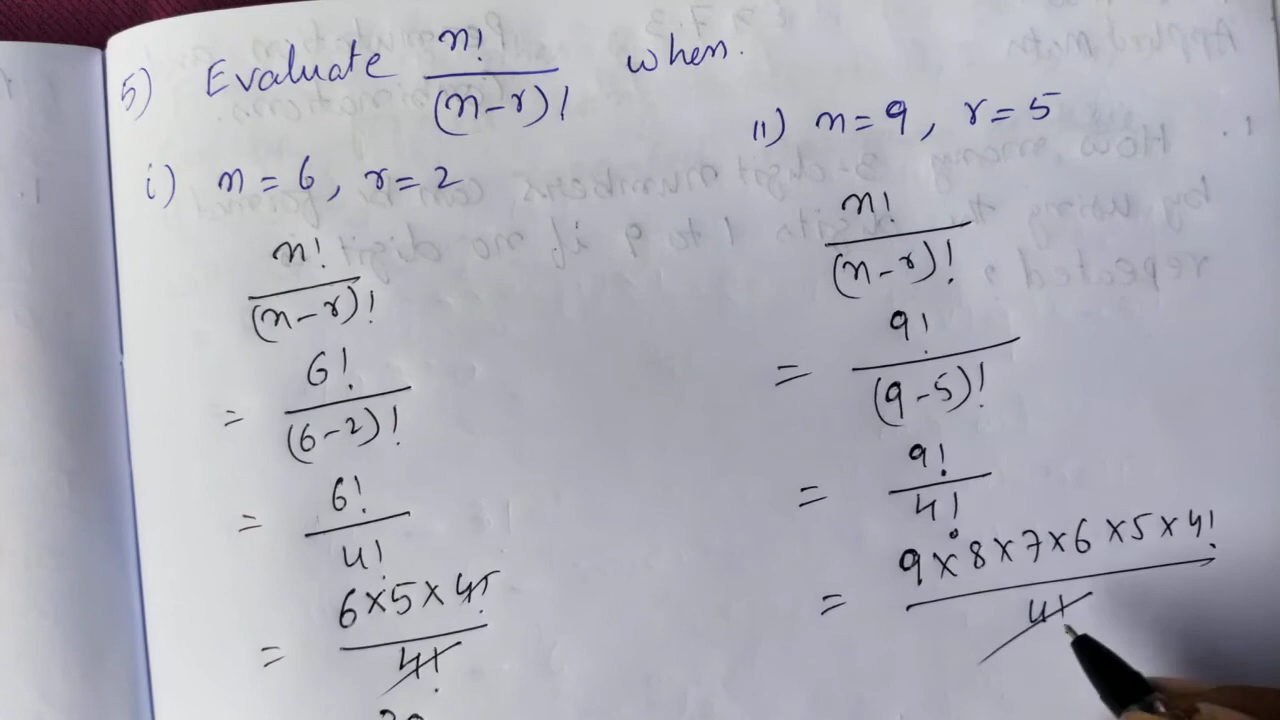 5) Evaluate n!/(n-r)! when.
i) n = 6, r = 2
n!/(n-r)!
= 6!/(6-2)!
= 6!/4!
= 6×5×4!/4!
ii) n = 9, r = 5
n!/(n-r)!
= 9!/(9-5)!
= 9!/4!
= 9×8×7×6×5×4!/4!